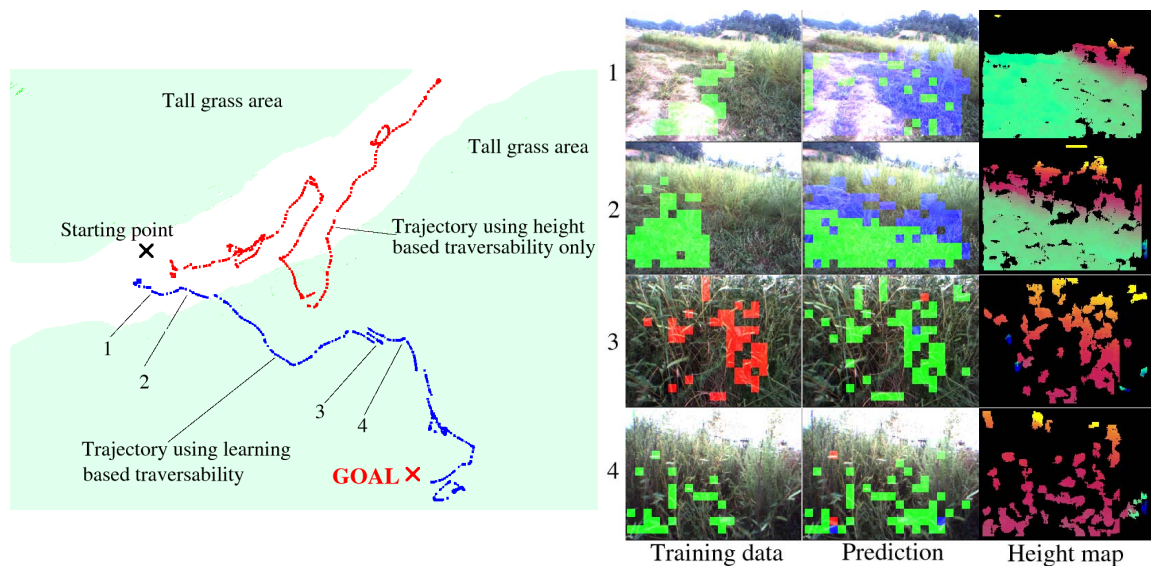 Tall grass area
Tall grass area
Starting point
Trajectory using height
based traversability only
1
2
3
4
Trajectory using learning
based traversability
GOAL
1
2
3
4
Training data
Prediction
Height map